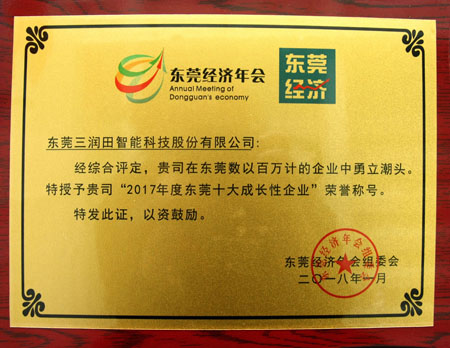 东莞经济年会
Annual Meeting of
Dongguan's economy
东莞
经济
东莞三润田智能科技股份有限公司:
经综合评定，贵司在东莞数以百万计的企业中勇立潮头。
特授予贵司“2017年度东莞十大成长性企业”荣誉称号。
特发此证，以资鼓励。
东莞经济年会组委会
二〇一八年一月